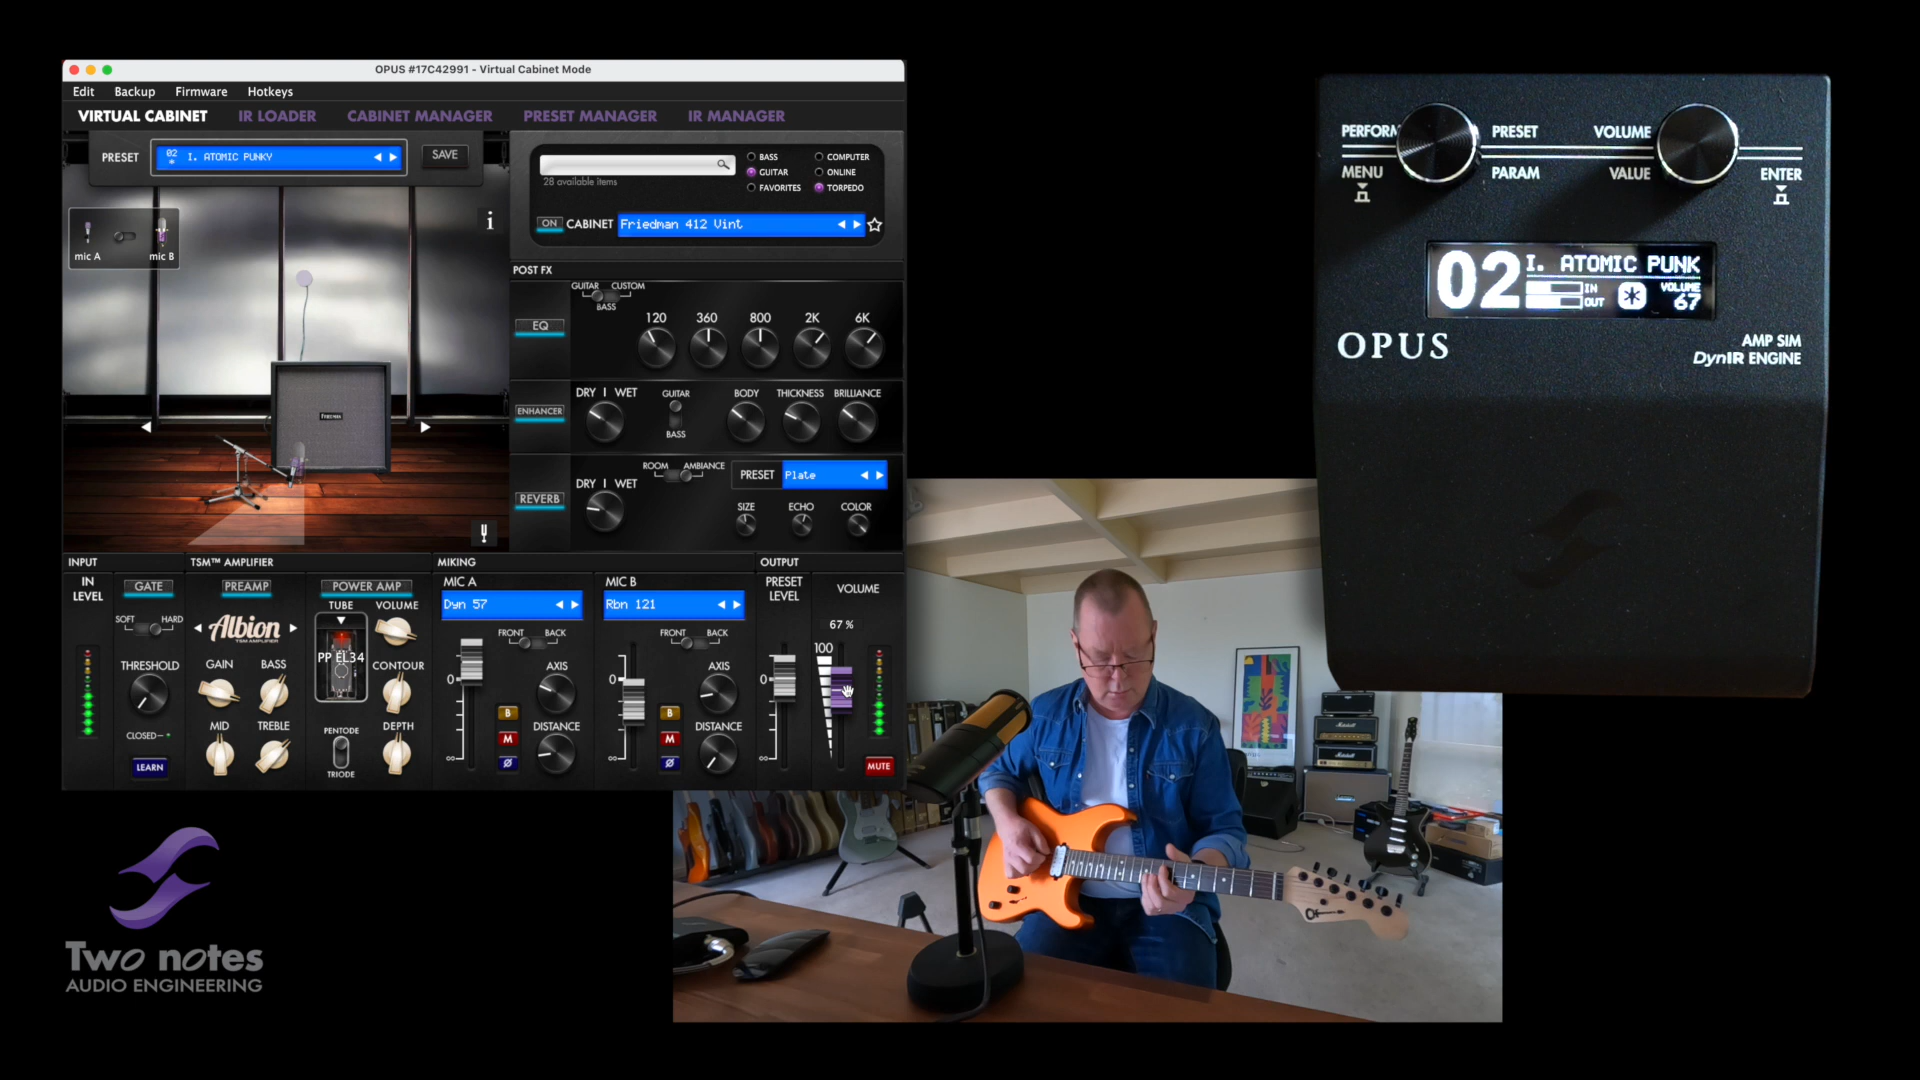 OPUS #17C42991 - Virtual Cabinet Mode
Edit Backup Firmware Hotkeys
VIRTUAL CABINET IR LOADER CABINET MANAGER PRESET MANAGER IR MANAGER
PRESET 02 * I. ATOMIC PUNKY SAVE
mic A mic B
i
28 available items
BASS COMPUTER
GUITAR ONLINE
FAVORITES TORPEDO
ON CABINET Friedman 412 Vint
POST FX
GUITAR CUSTOM
BASS
EQ
120 360 800 2K 6K
ENHANCER
DRY | WET GUITAR BODY THICKNESS BRILLIANCE
BASS
REVERB
DRY | WET ROOM AMBIANCE PRESET Plate
SIZE ECHO COLOR
INPUT TSM™ AMPLIFIER MIKING OUTPUT
IN LEVEL
GATE
SOFT HARD
THRESHOLD
CLOSED
LEARN
PREAMP
Albion
TSM AMPLIFIER
GAIN BASS
MID TREBLE
POWER AMP
TUBE VOLUME
PP EL34
CONTOUR
PENTODE DEPTH
TRIODE
MIC A
Dyn 57
FRONT BACK
0
AXIS
B
M
Ø
DISTANCE
∞
MIC B
Rbn 121
FRONT BACK
0
AXIS
B
M
Ø
DISTANCE
∞
PRESET LEVEL
0
∞
VOLUME
67 %
100
MUTE
Two notes
AUDIO ENGINEERING
PERFORM PRESET VOLUME
MENU PARAM VALUE ENTER
02 I. ATOMIC PUNK
IN
OUT
VOLUME
67
OPUS
AMP SIM
DynIR ENGINE